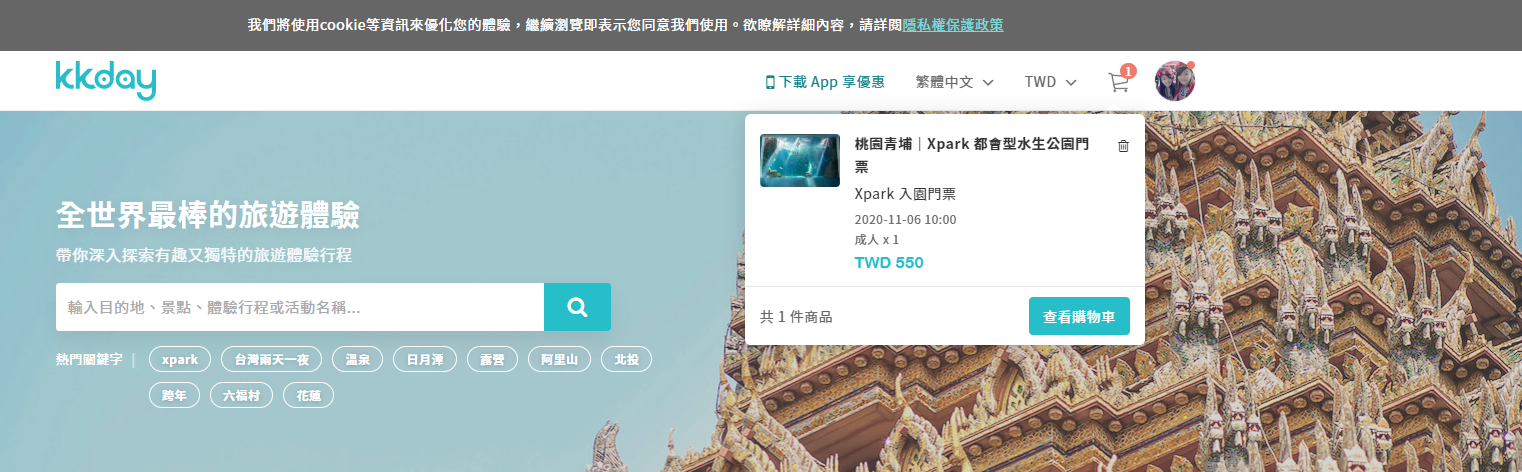 我們將使用cookie等資訊來優化您的體驗，繼續瀏覽即表示您同意我們使用。欲瞭解詳細內容，請詳閱隱私權保護政策
kkday
下載 App 享優惠
繁體中文
TWD
1
桃園青埔｜Xpark 都會型水生公園門
票
Xpark 入園門票
2020-11-06 10:00
成人 x 1
TWD 550
共 1 件商品
查看購物車
全世界最棒的旅遊體驗
帶你深入探索有趣又獨特的旅遊體驗行程
輸入目的地、景點、體驗行程或活動名稱...
熱門關鍵字｜ xpark 台灣兩天一夜 溫泉 日月潭 露營 阿里山 北投
跨年 六福村 花蓮